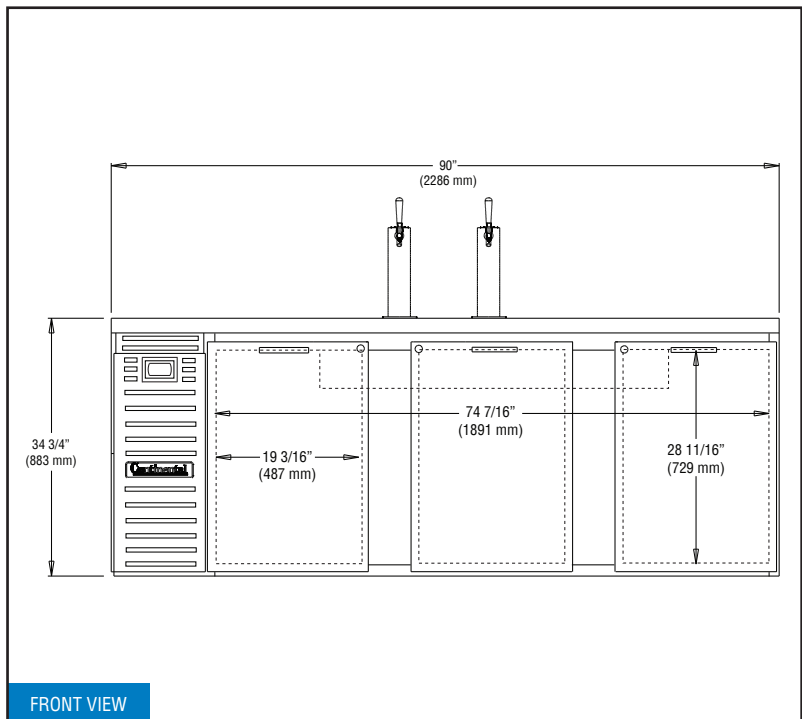 90”
(2286 mm)
34 3/4”
(883 mm)
Continental
74 7/16”
(1891 mm)
19 3/16”
(487 mm)
28 11/16”
(729 mm)
FRONT VIEW